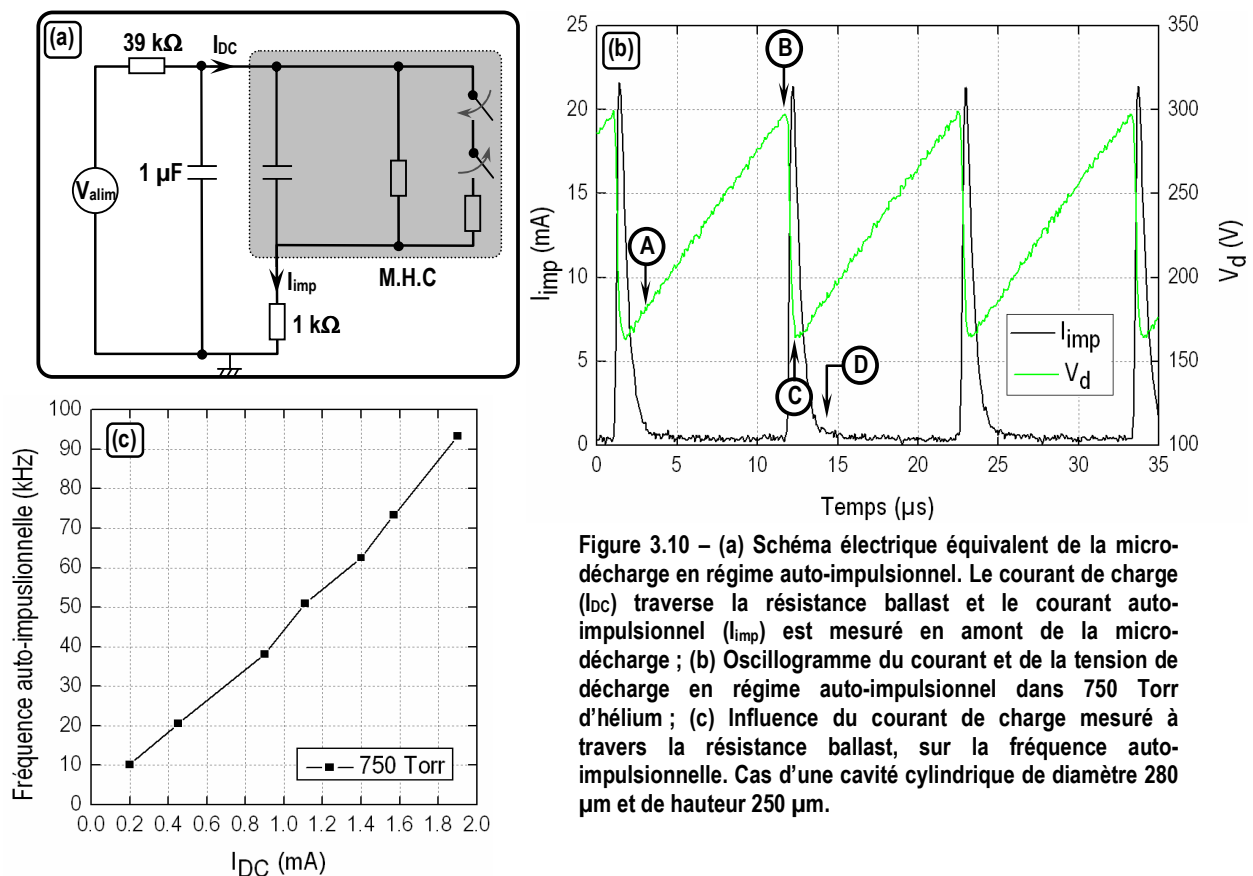 (a)
39 kΩ
IDC
1 µF
Valim
M.H.C
Iimp
1 kΩ
(b)
25
20
15
10
5
0
Iimp (mA)
350
300
250
200
150
100
Vd (V)
A
B
C
D
Iimp
Vd
0 5 10 15 20 25 30 35
Temps (µs)
(c)
100
90
80
70
60
50
40
30
20
10
0
Fréquence auto-impuslionnelle (kHz)
750 Torr
0.0 0.2 0.4 0.6 0.8 1.0 1.2 1.4 1.6 1.8 2.0
IDC (mA)
Figure 3.10 – (a) Schéma électrique équivalent de la micro-
décharge en régime auto-impulsionnel. Le courant de charge
(IDC) traverse la résistance ballast et le courant auto-
impulsionnel (Iimp) est mesuré en amont de la micro-
décharge ; (b) Oscillogramme du courant et de la tension de
décharge en régime auto-impulsionnel dans 750 Torr
d'hélium ; (c) Influence du courant de charge mesuré à
travers la résistance ballast, sur la fréquence auto-
impulsionnelle. Cas d'une cavité cylindrique de diamètre 280
µm et de hauteur 250 µm.